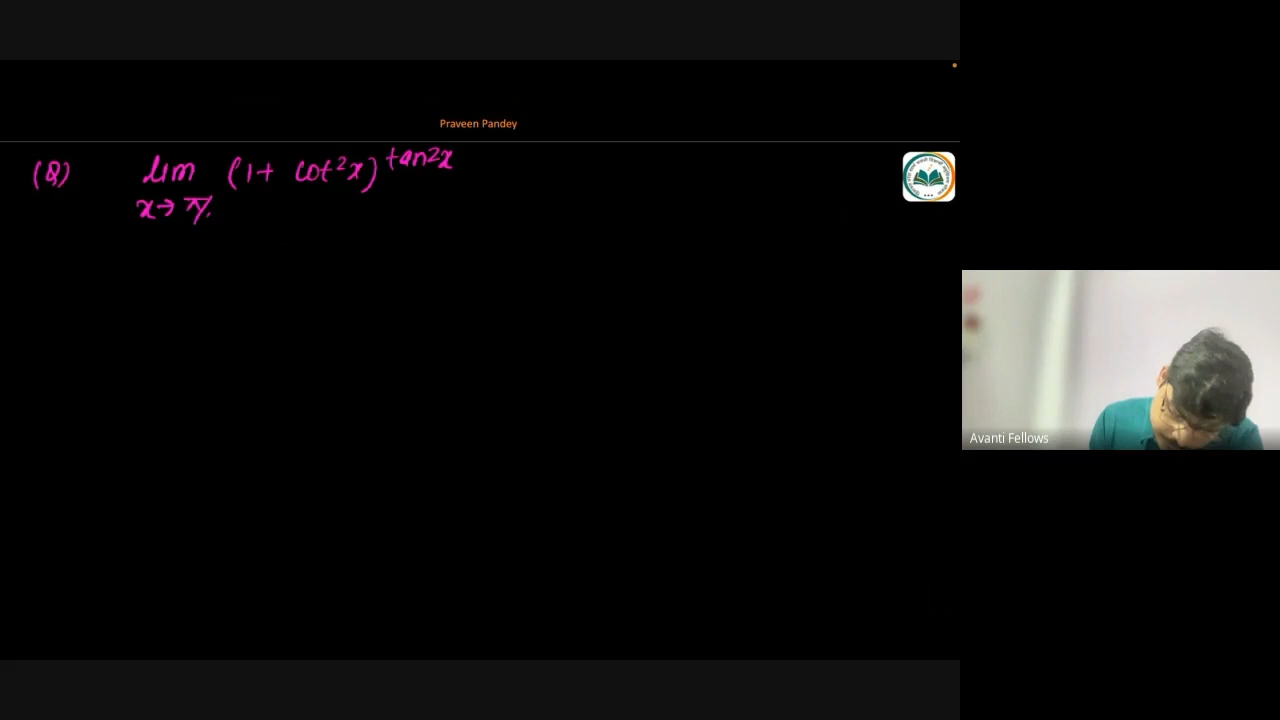 Praveen Pandey
(Q) lim (1 + cot²x)^tan2x
x→ π/
Avanti Fellows